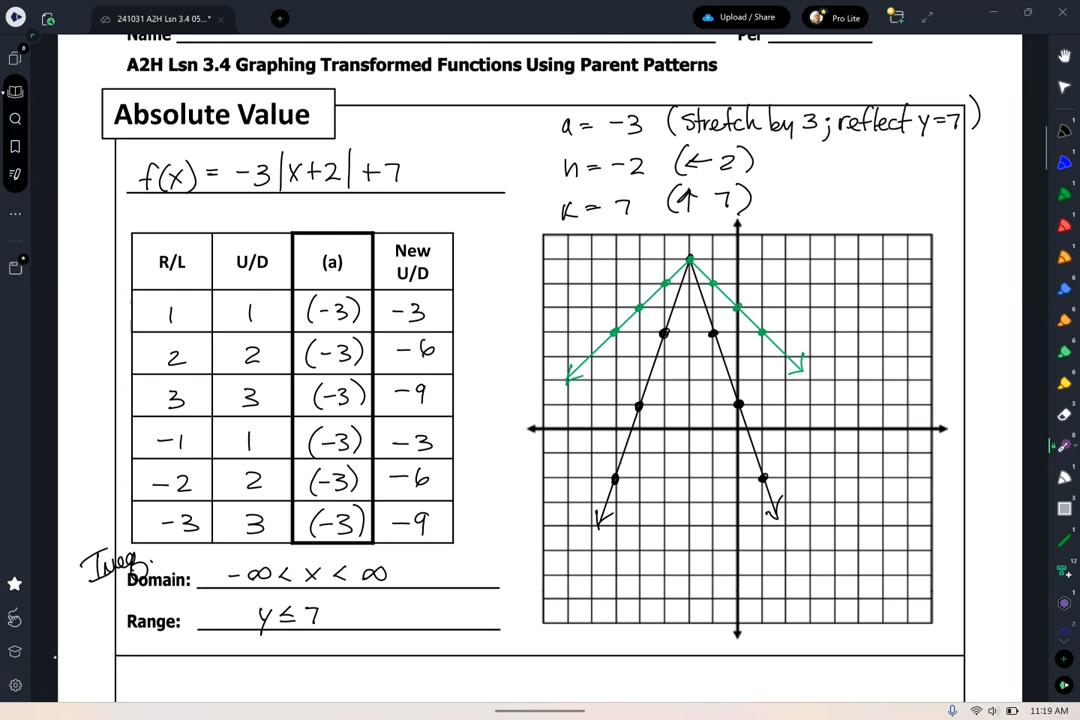 241031 A2H Lsn 3.4 05...*
Upload / Share
Pro Lite
Name
Per
A2H Lsn 3.4 Graphing Transformed Functions Using Parent Patterns
Absolute Value
f(x) = -3|x+2| +7
a = -3 (stretch by 3; reflect y=7)
h = -2 (← 2)
k = 7 (↑ 7)
R/L U/D (a) New U/D
1 1 (-3) -3
2 2 (-3) -6
3 3 (-3) -9
-1 1 (-3) -3
-2 2 (-3) -6
-3 3 (-3) -9
Ineq.
Domain: -∞ < x < ∞
Range: y ≤ 7
11:19 AM